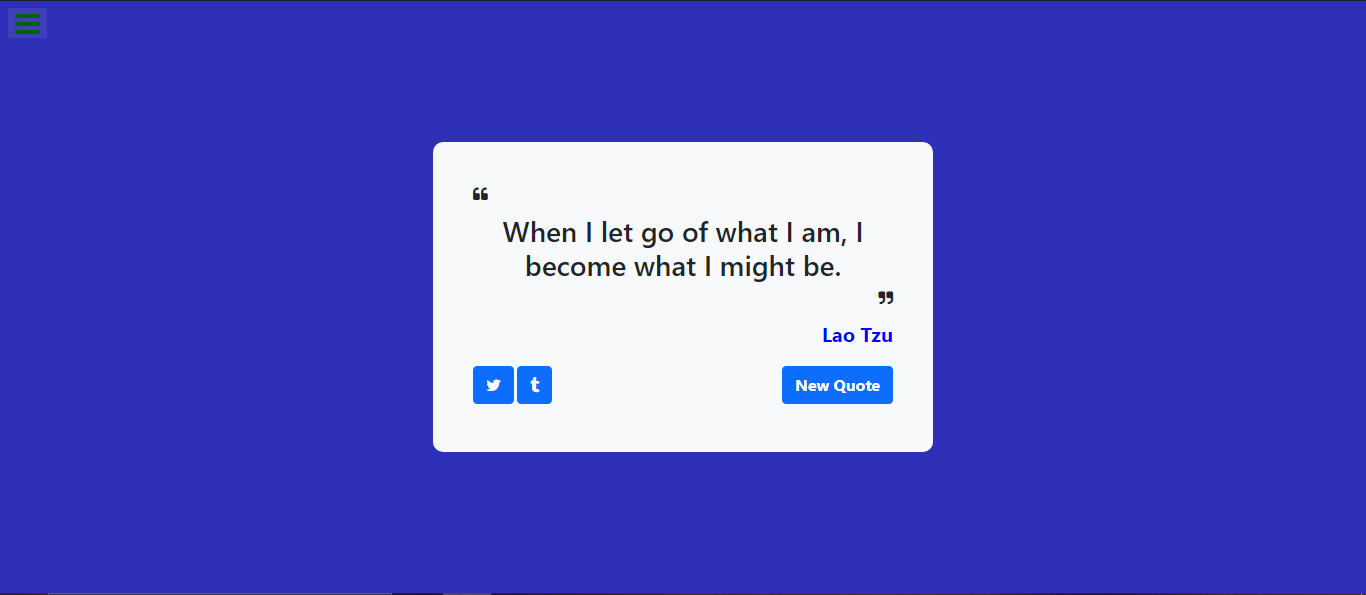 ❝
When I let go of what I am, I
become what I might be.
❞
Lao Tzu
t
New Quote